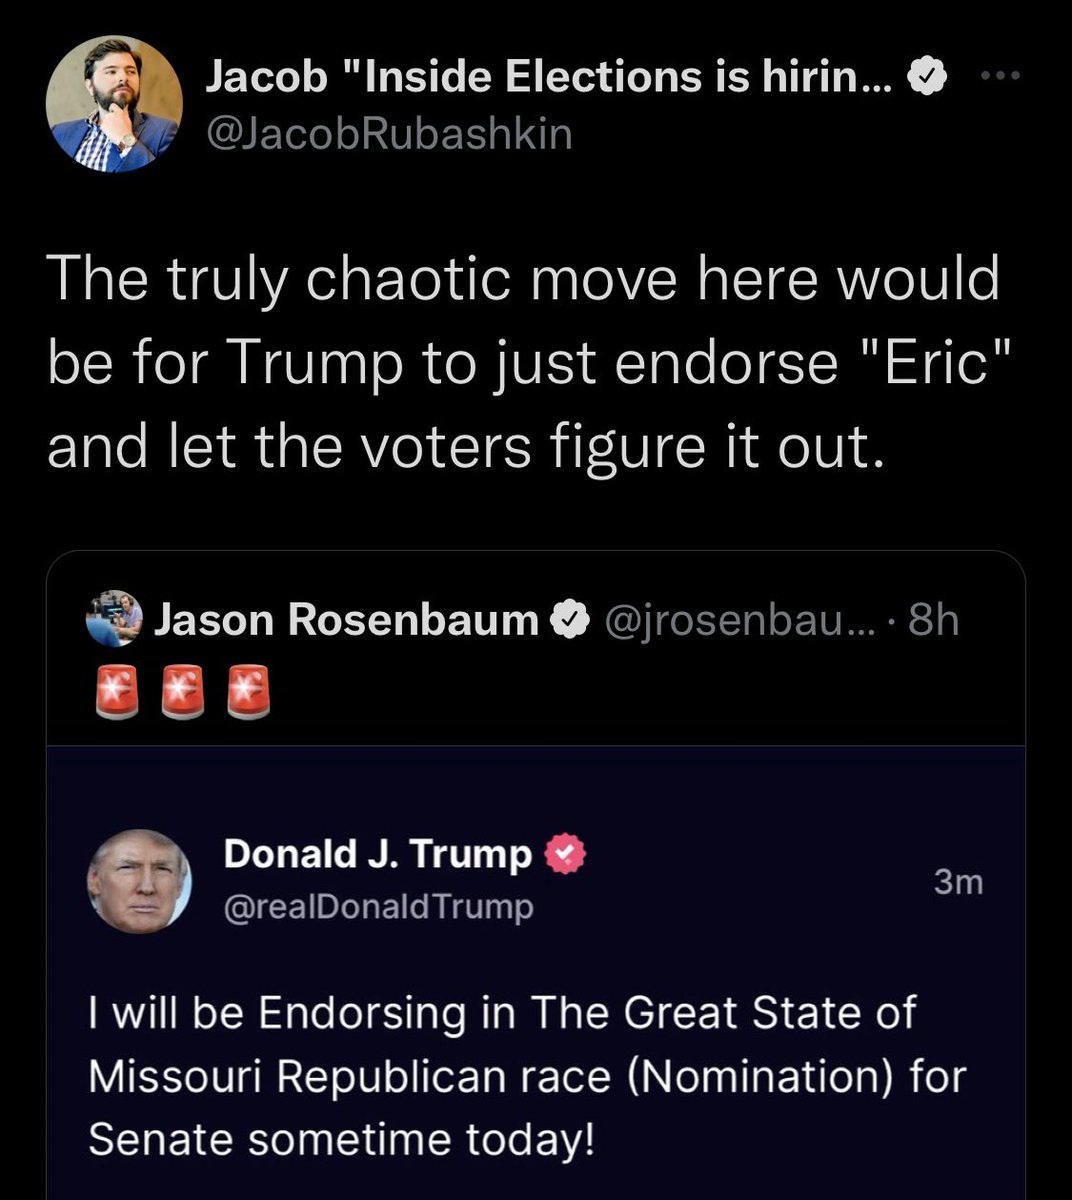 Jacob "Inside Elections is hirin...
@JacobRubashkin
The truly chaotic move here would
be for Trump to just endorse "Eric"
and let the voters figure it out.
Jason Rosenbaum @jrosenbau... · 8h
Donald J. Trump
@realDonaldTrump
3m
I will be Endorsing in The Great State of
Missouri Republican race (Nomination) for
Senate sometime today!